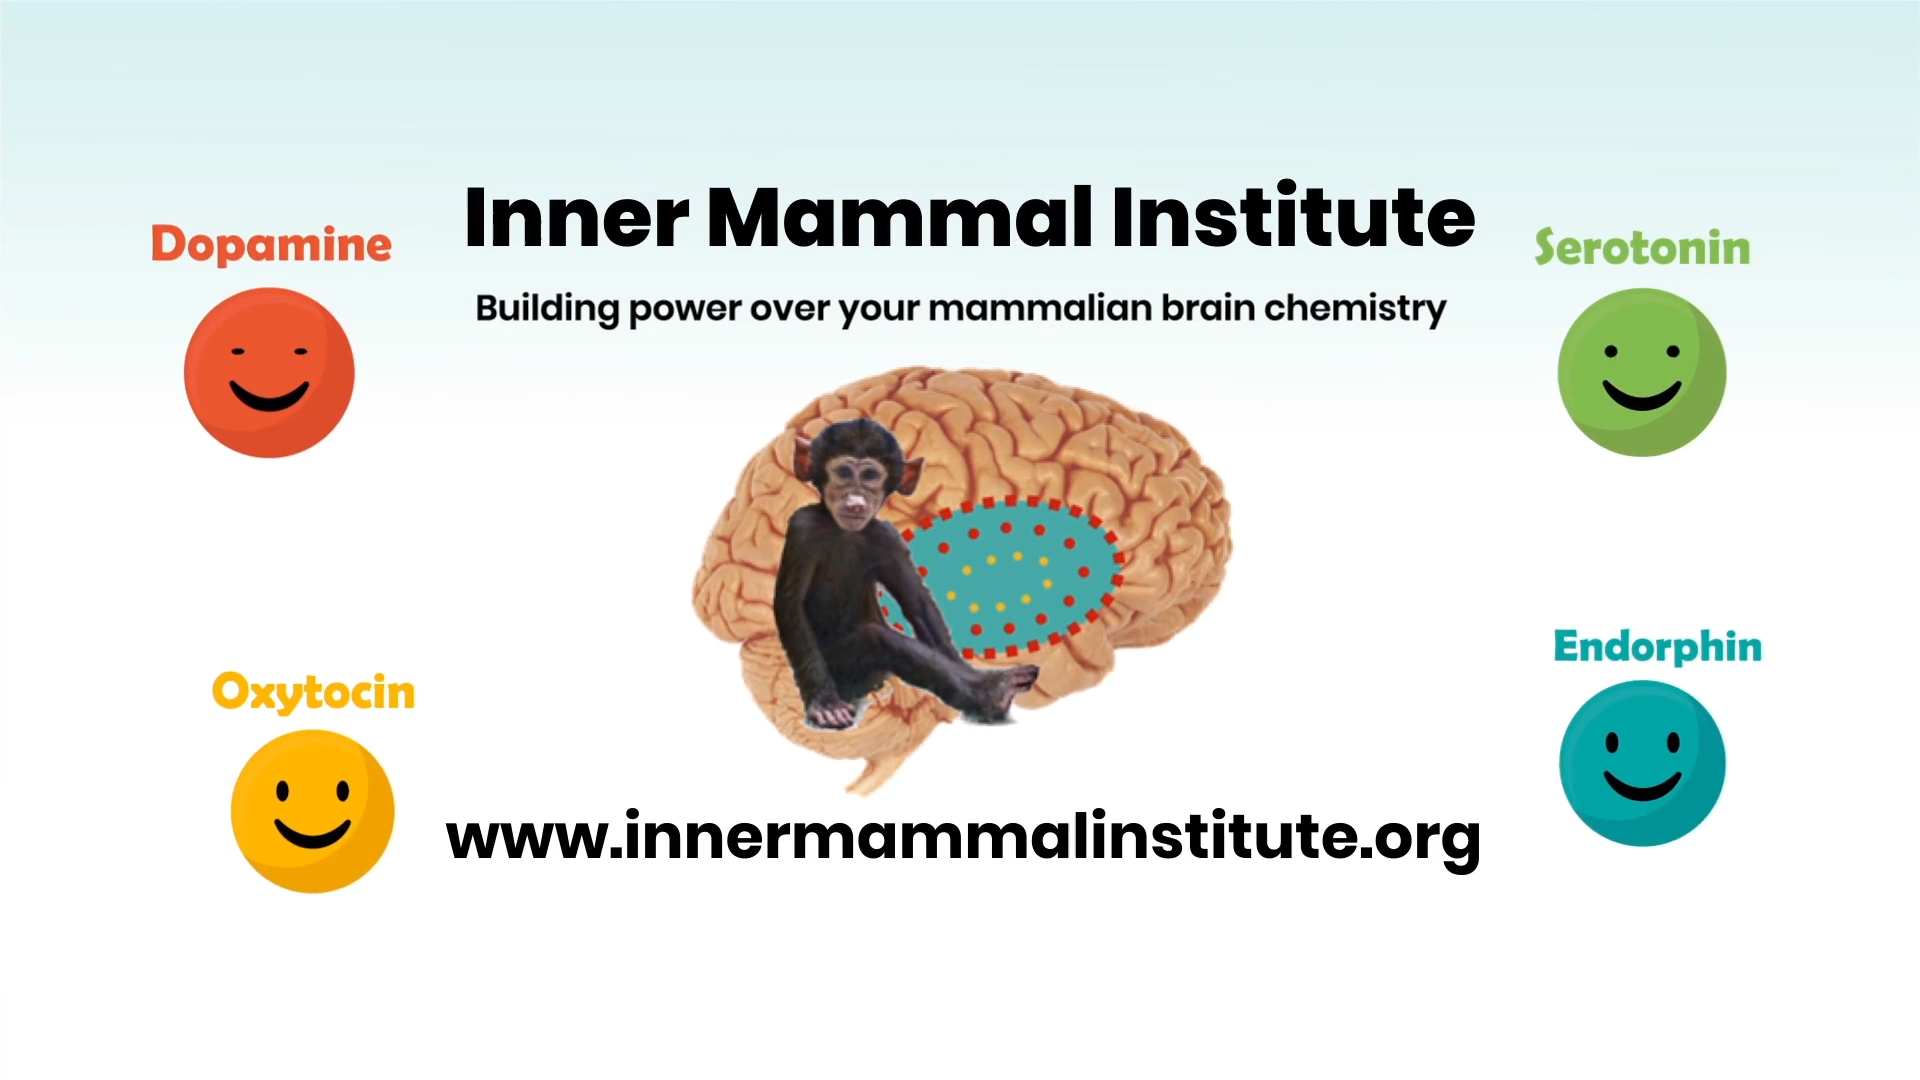 Inner Mammal Institute
Dopamine
Serotonin
Building power over your mammalian brain chemistry
Endorphin
Oxytocin
www.innermammalinstitute.org